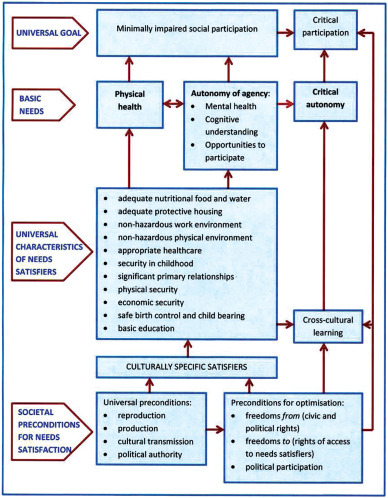 UNIVERSAL GOAL
Minimally impaired social participation
Critical
participation
BASIC
NEEDS
Physical
health
Autonomy of agency:
• Mental health
• Cognitive
understanding
• Opportunities to
participate
Critical
autonomy
UNIVERSAL
CHARACTERISTICS
OF NEEDS
SATISFIERS
• adequate nutritional food and water
• adequate protective housing
• non-hazardous work environment
• non-hazardous physical environment
• appropriate healthcare
• security in childhood
• significant primary relationships
• physical security
• economic security
• safe birth control and child bearing
• basic education
Cross-cultural
learning
CULTURALLY SPECIFIC SATISFIERS
SOCIETAL
PRECONDITIONS
FOR NEEDS
SATISFACTION
Universal preconditions:
• reproduction
• production
• cultural transmission
• political authority
Preconditions for optimisation:
• freedoms from (civic and
political rights)
• freedoms to (rights of access
to needs satisfiers)
• political participation